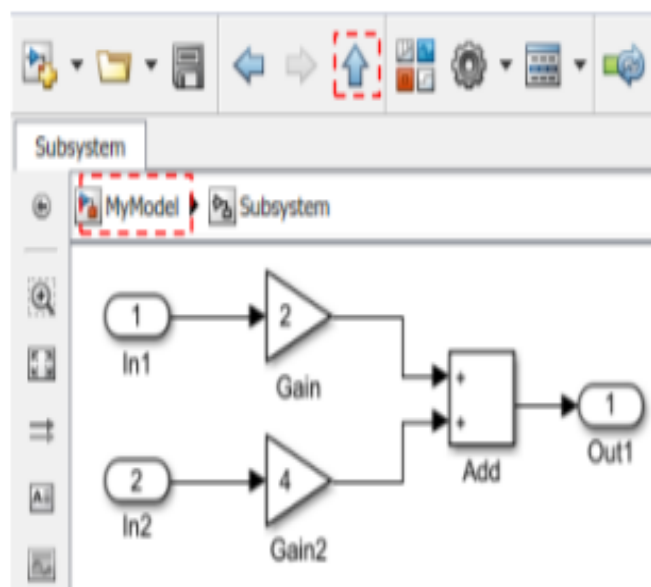 Subsystem
MyModel Subsystem
1
In1
2
Gain
+
+
Add
1
Out1
2
In2
4
Gain2